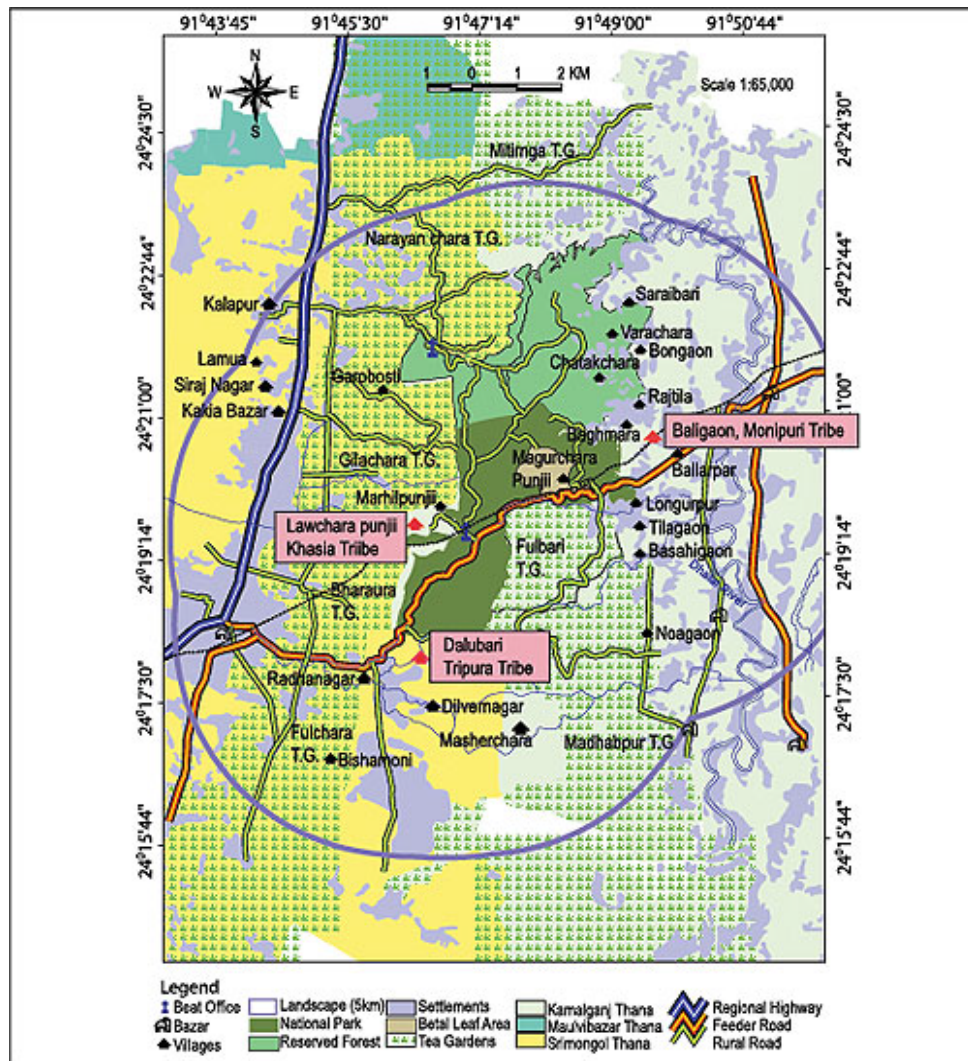 91°43'45" 91°45'30" 91°47'14" 91°49'00" 91°50'44"
N
W E
S
1 0 1 2 KM
Scale 1:65,000
24°24'30"
24°24'30"
Mitirnga T.G.
Narayan chara T.G.
24°22'44"
24°22'44"
Kalapur
Saraibari
Varachara
Bongaon
Chatakchara
Lamua
Garobosti
Siraj Nagar
Rajtila
Kakia Bazar
24°21'00"
21°00"
Baghmara
Baligaon, Monipuri Tribe
Gilachara T.G.
Magurchara
Punjii
Ballarpar
Marhilpunjii
Longurpur
Lawchara punjii
Khasia Triibe
Tilagaon
24°19'14"
24°19'14"
Fulbari
T.G.
Basahigaon
Dhalai River
Bharaura
T.G.
Noagaon
Dalubari
Tripura Tribe
Radhanagar
24°17'30"
24°17'30"
Dilvernagar
Masherchara
Madhabpur T.G
Fulchara
T.G.
Bishamoni
24°15'44"
24°15'44"
Legend
Beat Office
Landscape (5km)
Settlements
Kamalganj Thana
Regional Highway
Bazar
National Park
Betal Leaf Area
Maulvibazar Thana
Feeder Road
Villages
Reserved Forest
Tea Gardens
Srimongol Thana
Rural Road